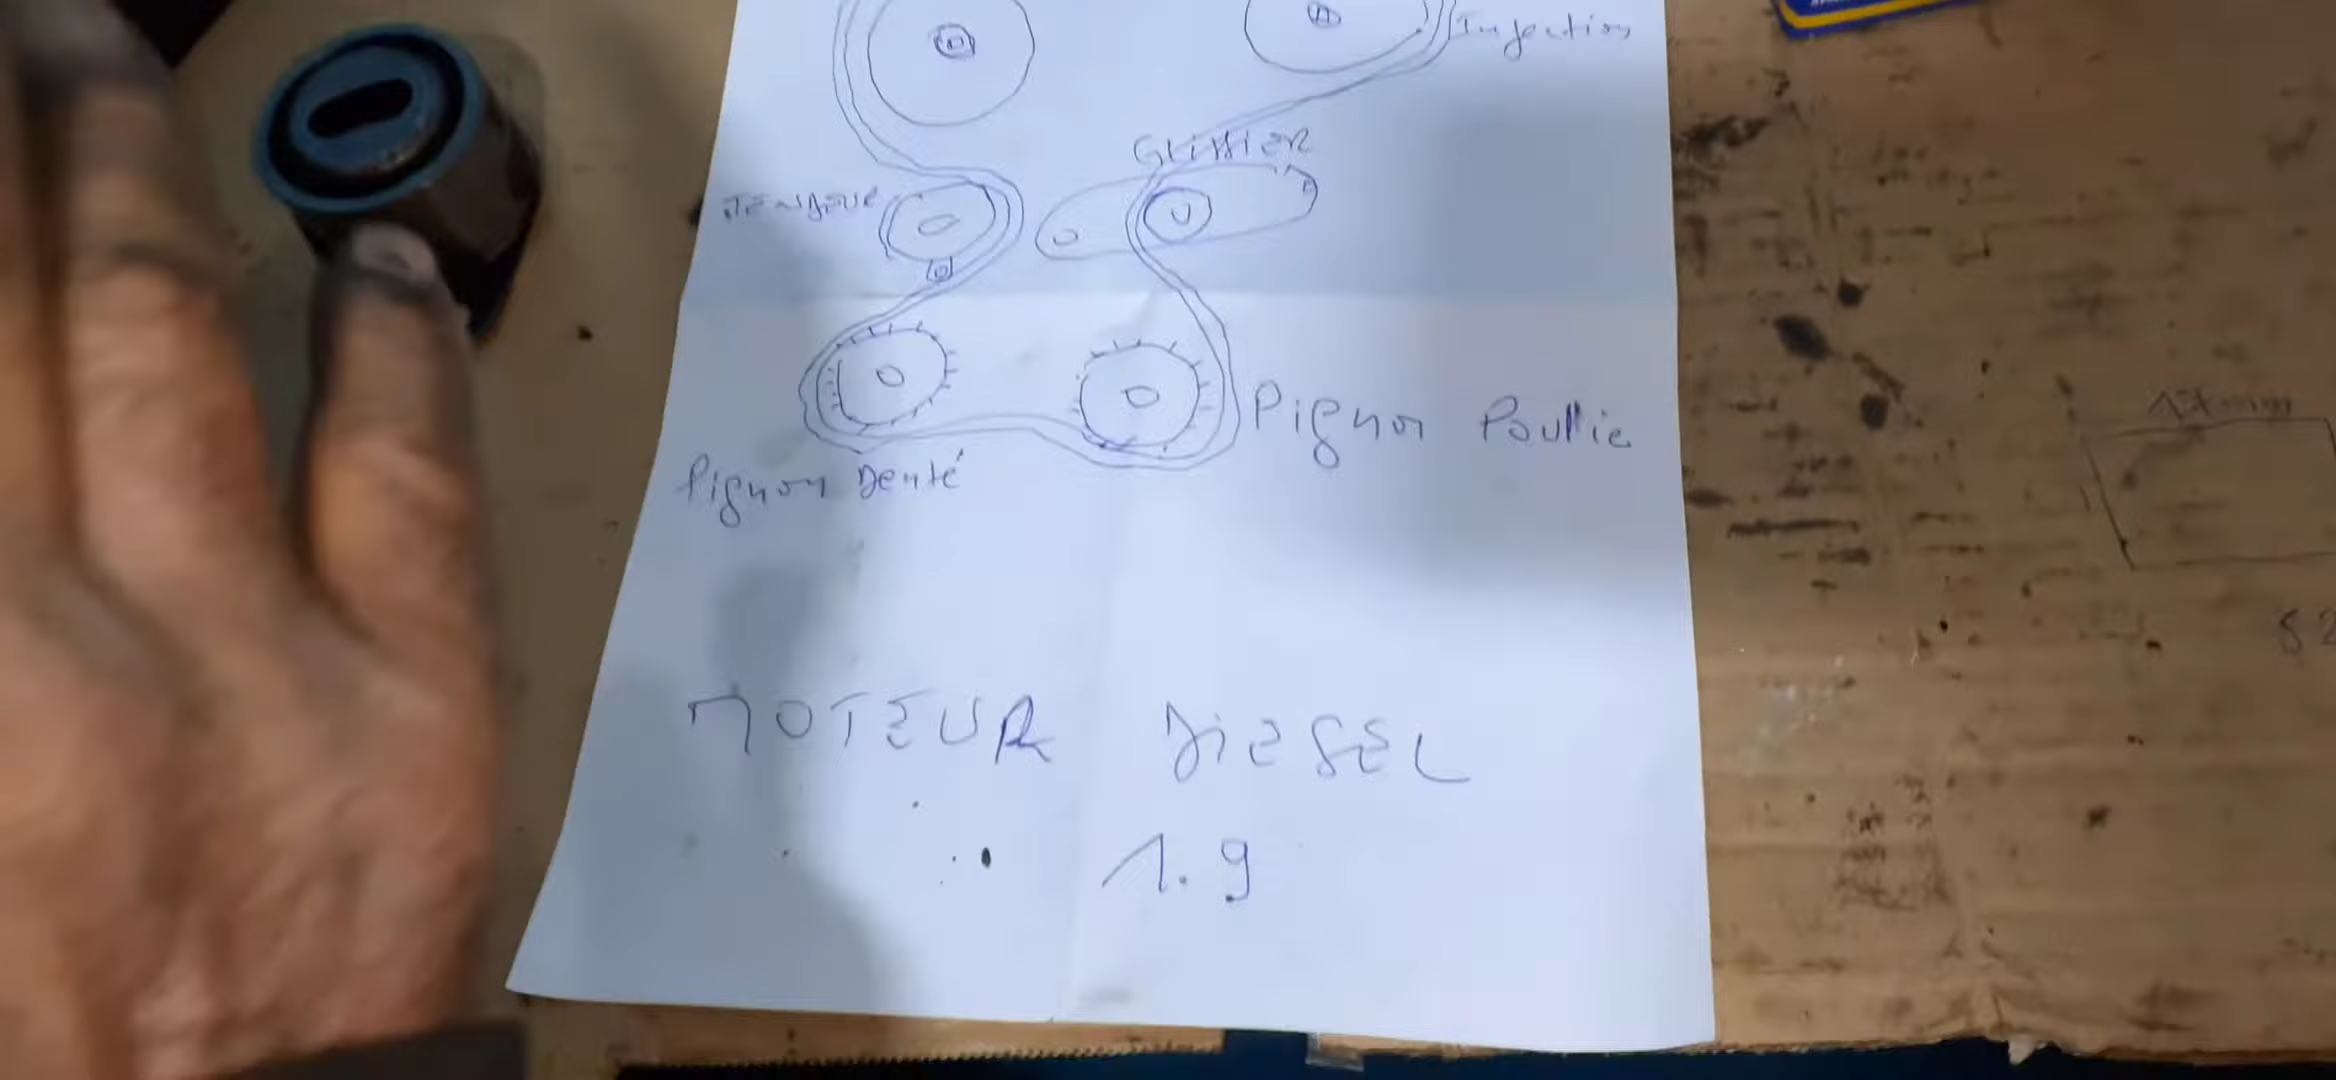 Injection
GLISSIER
TENDEUR
Pignon Poulie
Pignon Denté
MOTEUR DIESEL
1.9